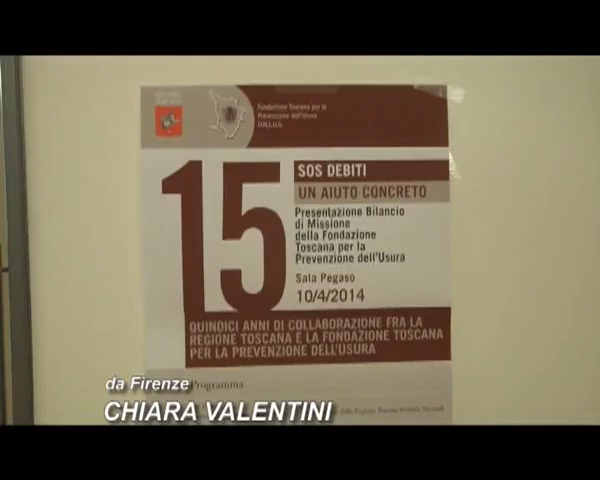 Fondazione Toscana per la
Prevenzione dell'Usura
O.N.L.U.S.
15
SOS DEBITI
UN AIUTO CONCRETO
Presentazione Bilancio
di Missione
della Fondazione
Toscana per la
Prevenzione dell'Usura
Sala Pegaso
10/4/2014
QUINDICI ANNI DI COLLABORAZIONE FRA LA
REGIONE TOSCANA E LA FONDAZIONE TOSCANA
PER LA PREVENZIONE DELL'USURA
Programma
da Firenze
CHIARA VALENTINI